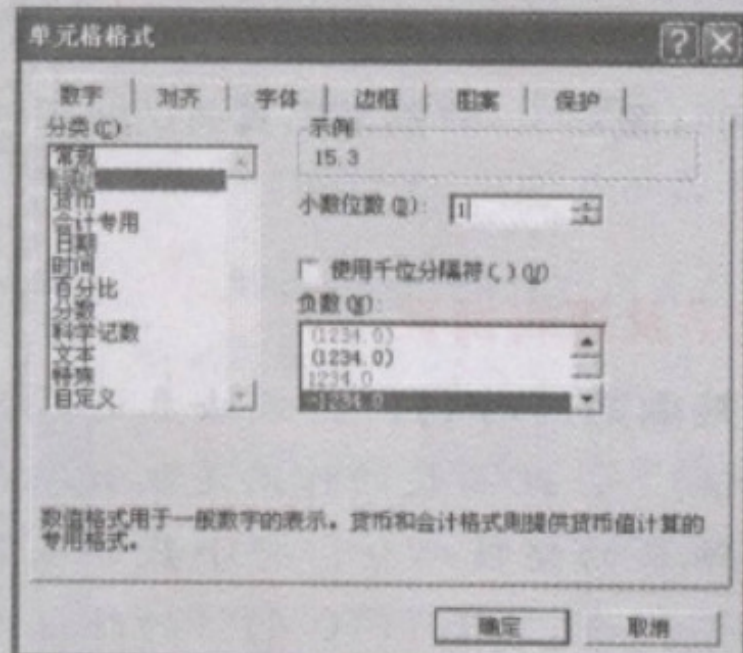 单元格格式
数字 对齐 字体 边框 图案 保护
分类(C):
常规
货币
会计专用
日期
时间
百分比
分数
科学记数
文本
特殊
自定义
示例
15.3
小数位数(D): 1
使用千位分隔符(,)(U)
负数(N):
(1234.0)
(1234.0)
1234.0
-1234.0
数值格式用于一般数字的表示。货币和会计格式则提供货币值计算的
专用格式。
确定 取消